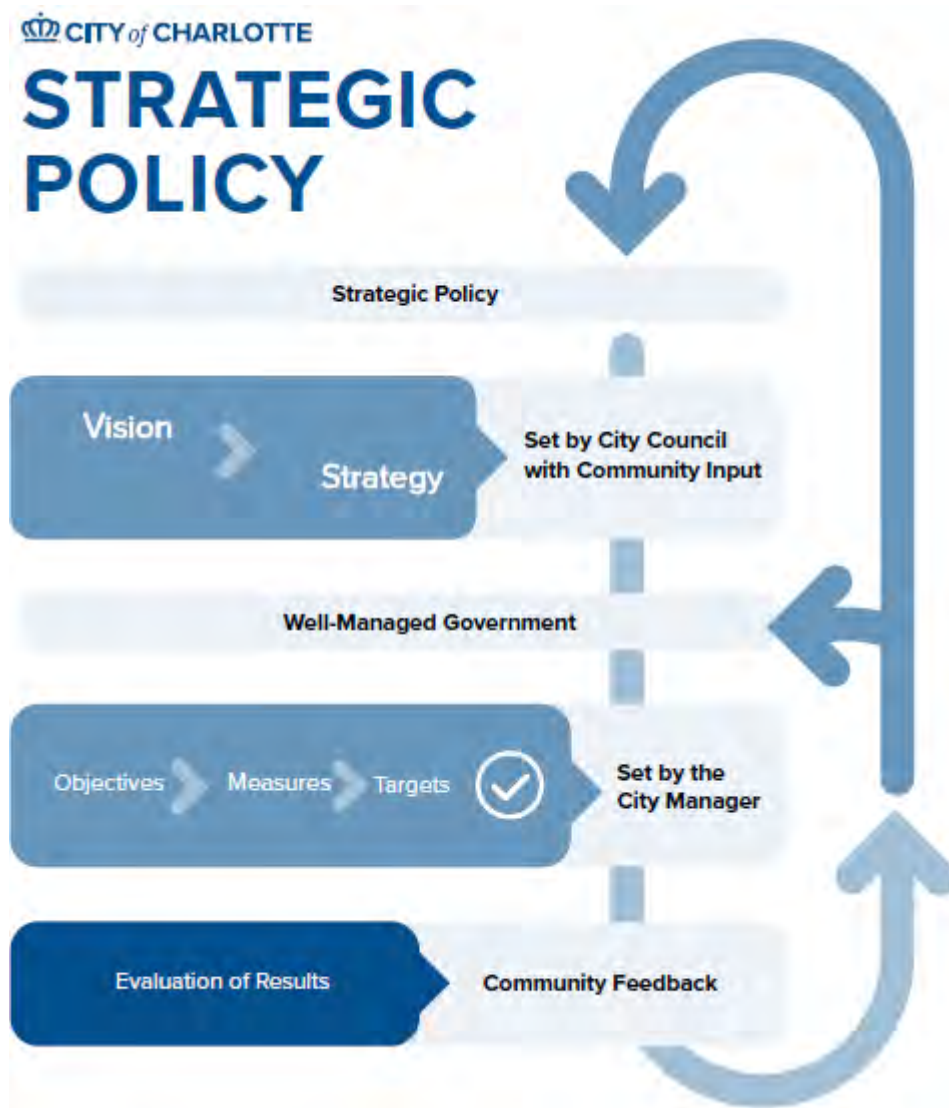 CITY of CHARLOTTE
STRATEGIC
POLICY
Strategic Policy
Vision
Strategy
Set by City Council
with Community Input
Well-Managed Government
Objectives
Measures
Targets
Set by the
City Manager
Evaluation of Results
Community Feedback